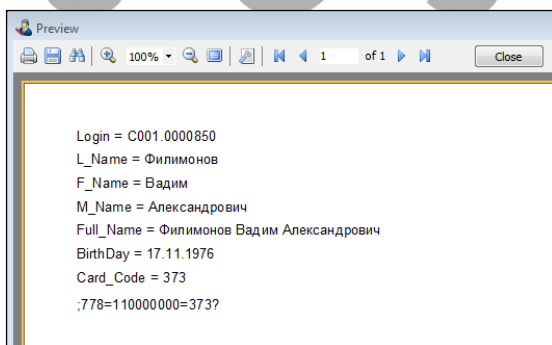 Preview
100% 1 of 1 Close
Login = C001.0000850
L_Name = Филимонов
F_Name = Вадим
M_Name = Александрович
Full_Name = Филимонов Вадим Александрович
BirthDay = 17.11.1976
Card_Code = 373
;778=110000000=373?